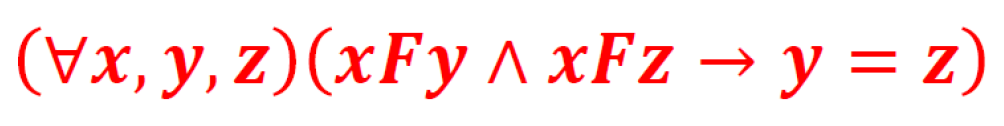 (∀x, y, z)(xFy ∧ xFz → y = z)